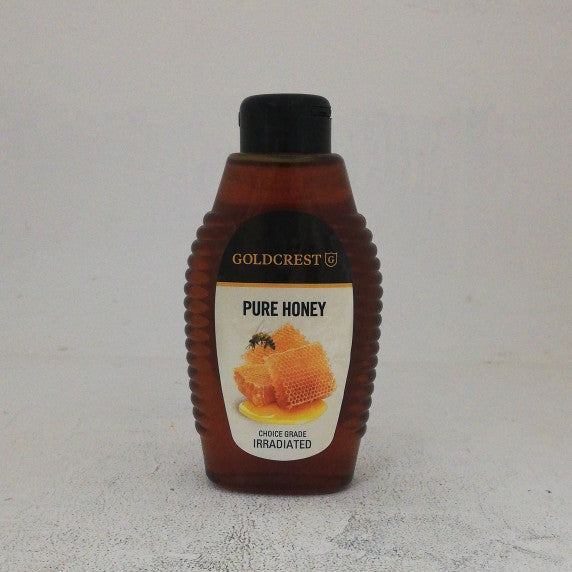 GOLDCREST G
PURE HONEY
CHOICE GRADE
IRRADIATED